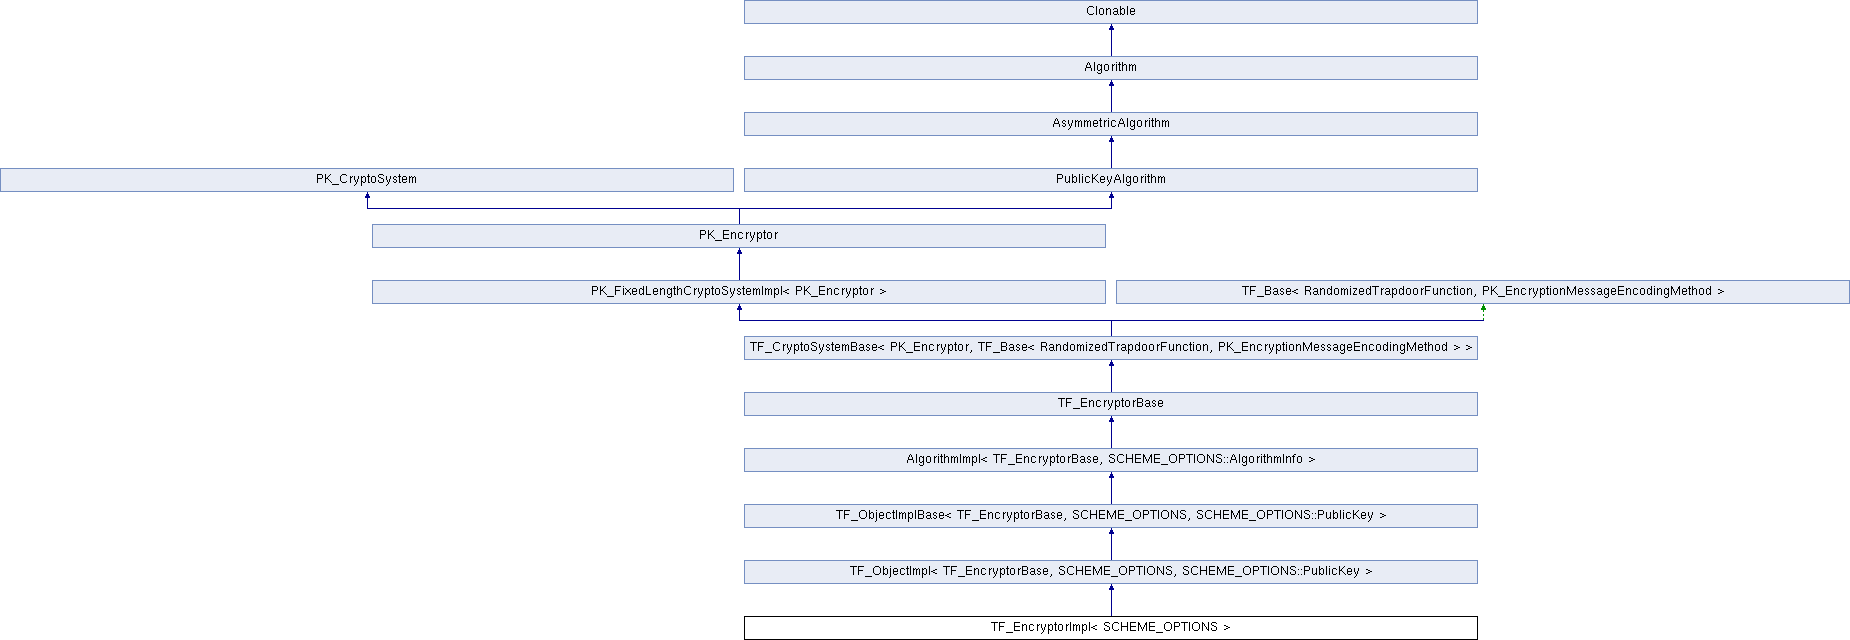 Clonable
Algorithm
AsymmetricAlgorithm
PK_CryptoSystem
PublicKeyAlgorithm
PK_Encryptor
PK_FixedLengthCryptoSystemImpl< PK_Encryptor >
TF_Base< RandomizedTrapdoorFunction, PK_EncryptionMessageEncodingMethod >
TF_CryptoSystemBase< PK_Encryptor, TF_Base< RandomizedTrapdoorFunction, PK_EncryptionMessageEncodingMethod > >
TF_EncryptorBase
AlgorithmImpl< TF_EncryptorBase, SCHEME_OPTIONS::AlgorithmInfo >
TF_ObjectImplBase< TF_EncryptorBase, SCHEME_OPTIONS, SCHEME_OPTIONS::PublicKey >
TF_ObjectImpl< TF_EncryptorBase, SCHEME_OPTIONS, SCHEME_OPTIONS::PublicKey >
TF_EncryptorImpl< SCHEME_OPTIONS >